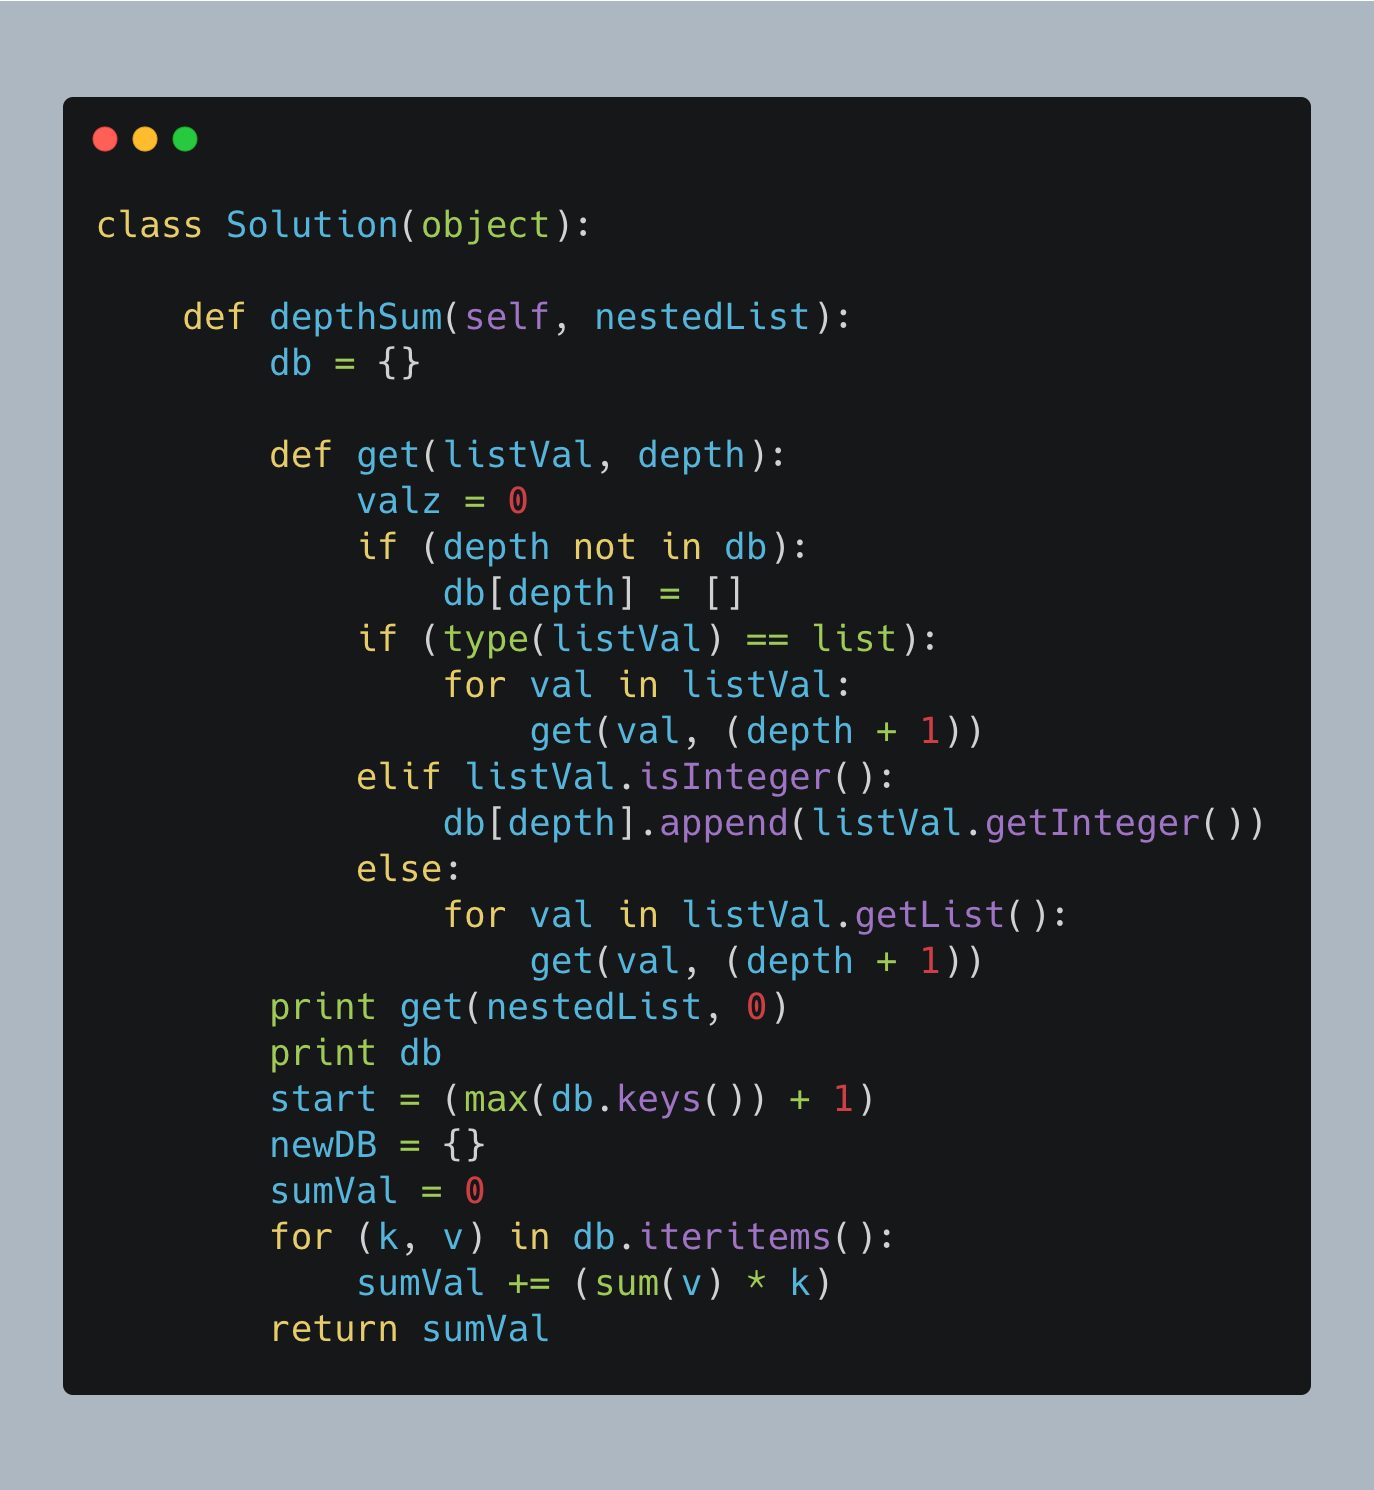 class Solution(object):

    def depthSum(self, nestedList):
        db = {}

        def get(listVal, depth):
            valz = 0
            if (depth not in db):
                db[depth] = []
            if (type(listVal) == list):
                for val in listVal:
                    get(val, (depth + 1))
            elif listVal.isInteger():
                db[depth].append(listVal.getInteger())
            else:
                for val in listVal.getList():
                    get(val, (depth + 1))
        print get(nestedList, 0)
        print db
        start = (max(db.keys()) + 1)
        newDB = {}
        sumVal = 0
        for (k, v) in db.iteritems():
            sumVal += (sum(v) * k)
        return sumVal